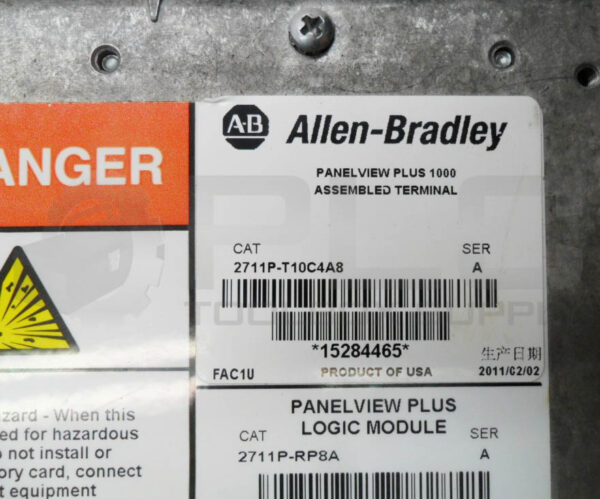 ANGER
A-B Allen-Bradley
PANELVIEW PLUS 1000
ASSEMBLED TERMINAL
CAT SER
2711P-T10C4A8 A
*15284465*
生产日期
FAC1U PRODUCT OF USA 2011/02/02
PANELVIEW PLUS
LOGIC MODULE
CAT SER
2711P-RP8A A
zard - When this
ed for hazardous
o not install or
ory card, connect
t equipment